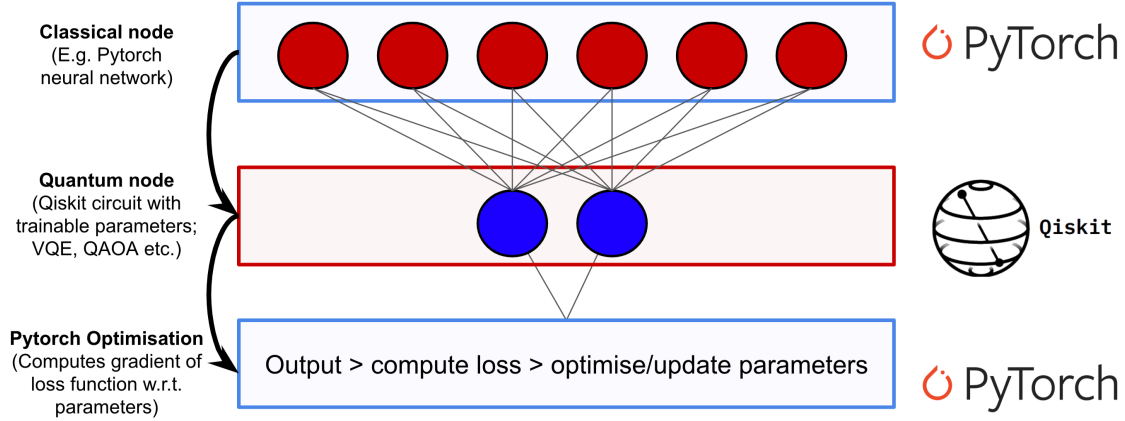 Classical node
(E.g. Pytorch
neural network)
PyTorch
Quantum node
(Qiskit circuit with
trainable parameters;
VQE, QAOA etc.)
Qiskit
Pytorch Optimisation
(Computes gradient of
loss function w.r.t.
parameters)
Output > compute loss > optimise/update parameters
PyTorch